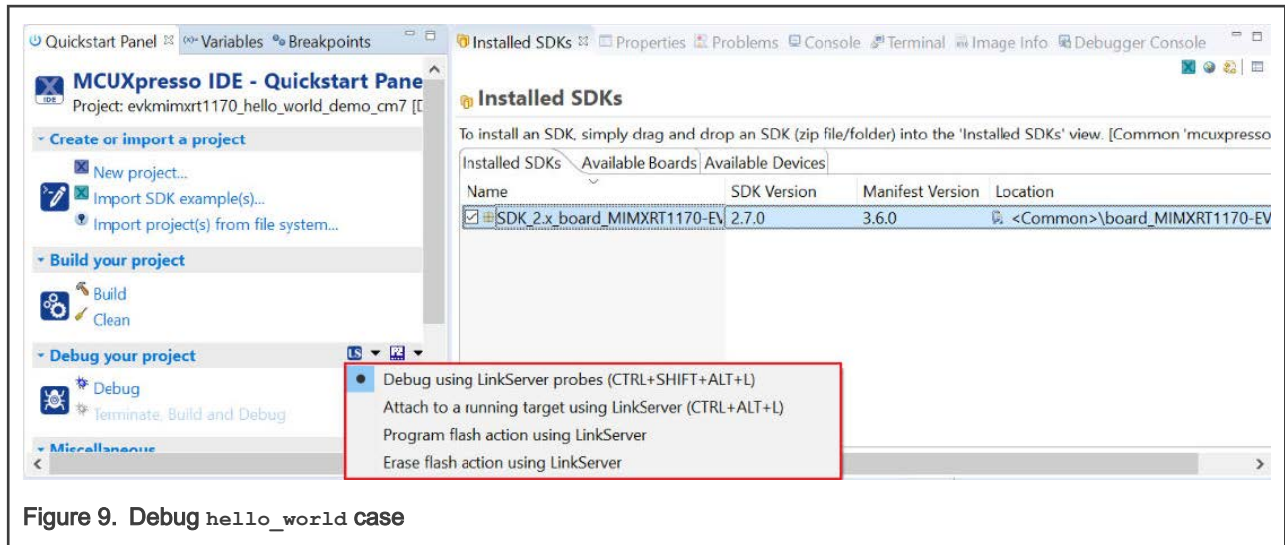 Quickstart Panel (x)= Variables Breakpoints
MCUXpresso IDE - Quickstart Pane
IDE
Project: evkmimxrt1170_hello_world_demo_cm7 [D
Create or import a project
New project...
Import SDK example(s)...
Import project(s) from file system...
Build your project
Build
Clean
Debug your project
LS
Debug
Terminate, Build and Debug
Miscellaneous
Installed SDKs Properties Problems Console Terminal Image Info Debugger Console
Installed SDKs
To install an SDK, simply drag and drop an SDK (zip file/folder) into the 'Installed SDKs' view. [Common 'mcuxpresso
Installed SDKs Available Boards Available Devices
Name SDK Version Manifest Version Location
SDK_2.x_board_MIMXRT1170-EV 2.7.0 3.6.0 <Common>\board_MIMXRT1170-EV
Debug using LinkServer probes (CTRL+SHIFT+ALT+L)
Attach to a running target using LinkServer (CTRL+ALT+L)
Program flash action using LinkServer
Erase flash action using LinkServer
Figure 9. Debug hello_world case